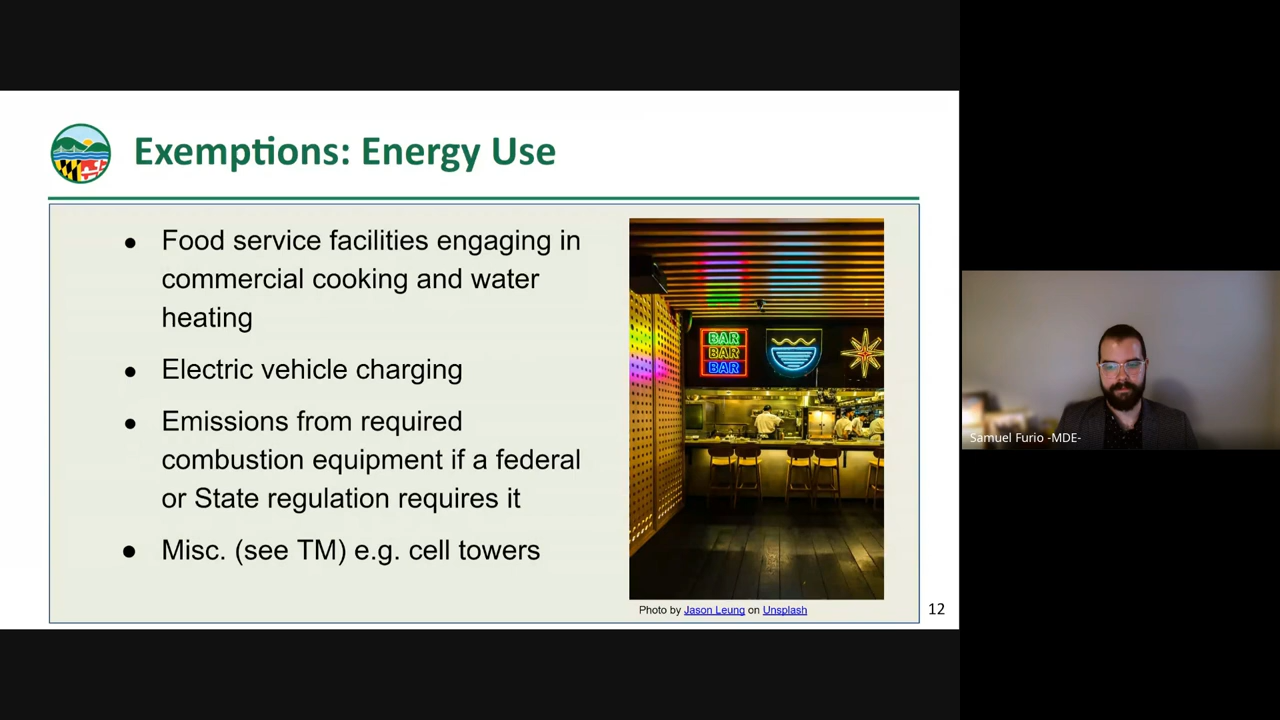 Exemptions: Energy Use
● Food service facilities engaging in
commercial cooking and water
heating
● Electric vehicle charging
● Emissions from required
combustion equipment if a federal
or State regulation requires it
● Misc. (see TM) e.g. cell towers
BAR
BAR
BAR
Photo by Jason Leung on Unsplash
12
Samuel Furio -MDE-